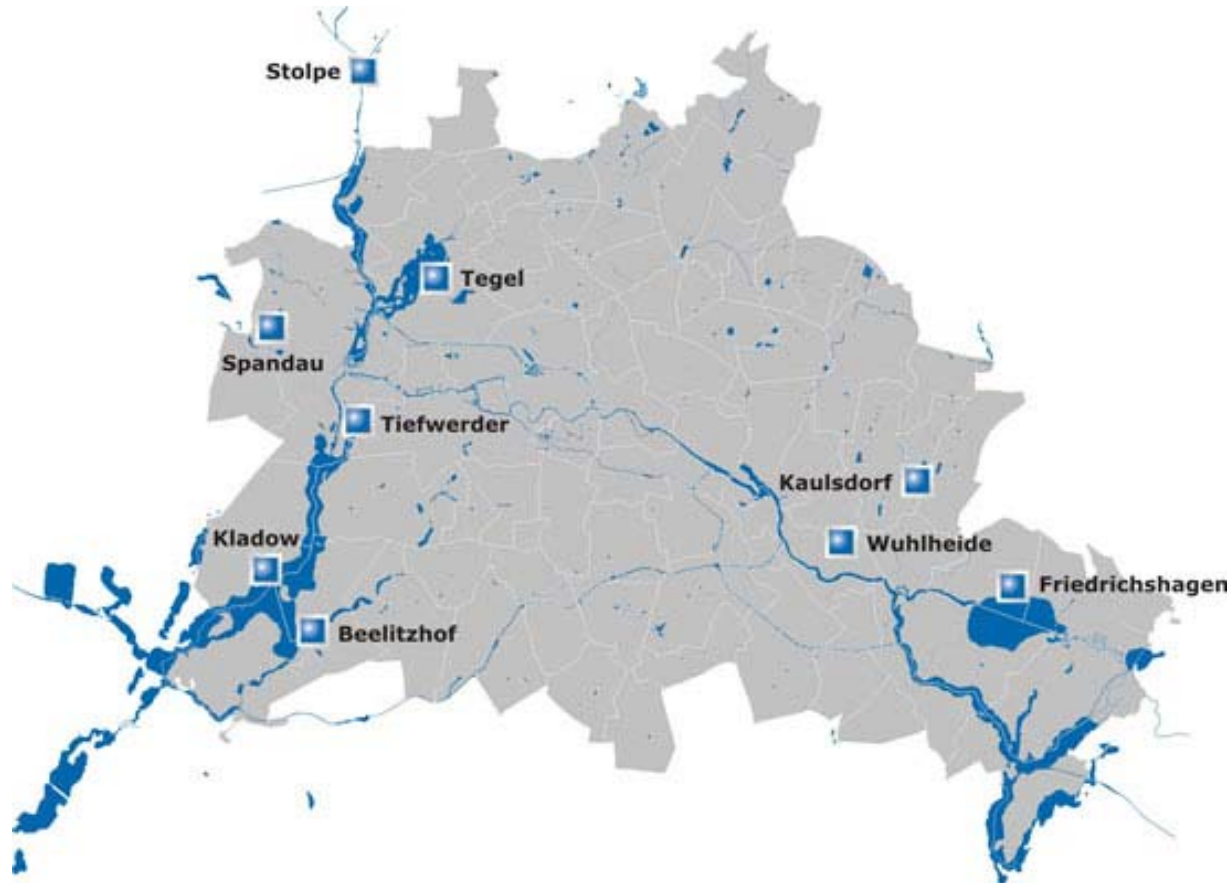 Stolpe
Tegel
Spandau
Tiefwerder
Kaulsdorf
Kladow
Wuhlheide
Friedrichshagen
Beelitzhof